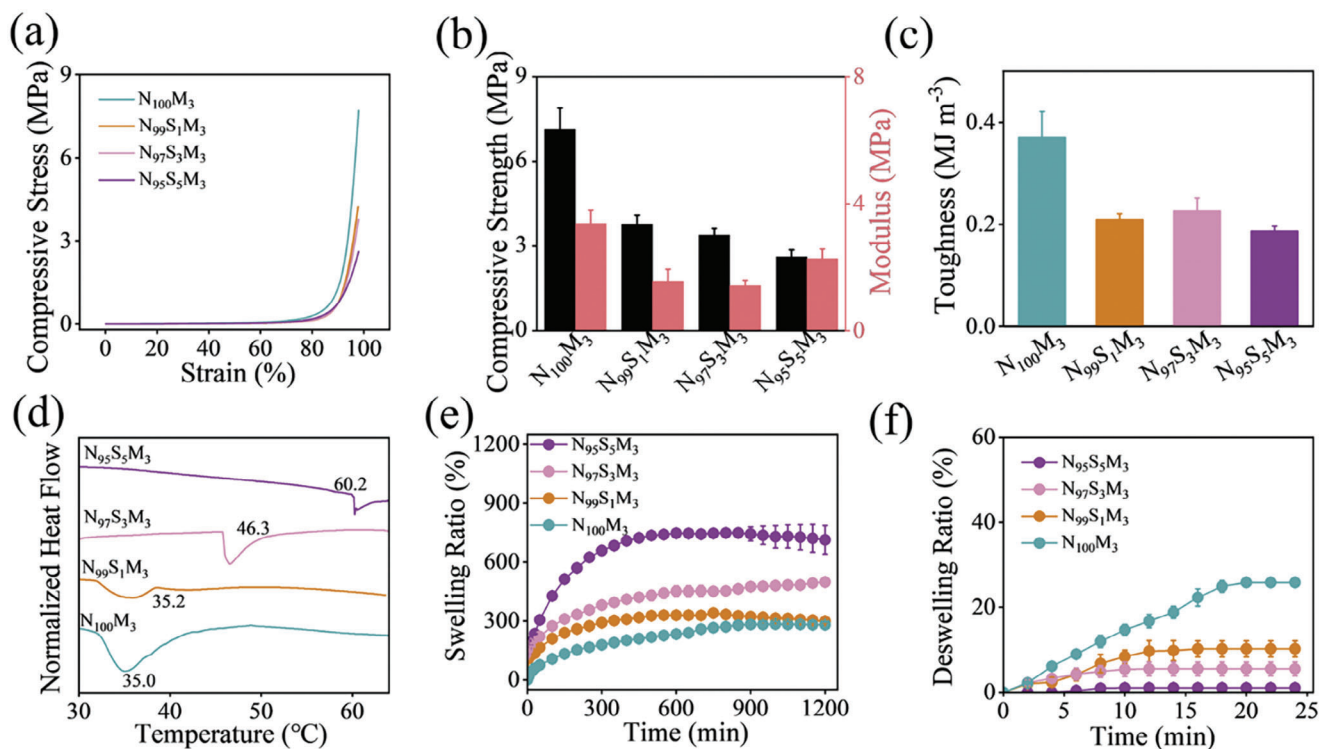 (a)
Compressive Stress (MPa)
9
6
3
0
N₁₀₀M₃
N₉₉S₁M₃
N₉₇S₃M₃
N₉₅S₅M₃
0 20 40 60 80 100
Strain (%)
(b)
Compressive Strength (MPa)
9
6
3
0
Modulus (MPa)
8
4
0
N₁₀₀M₃
N₉₉S₁M₃
N₉₇S₃M₃
N₉₅S₅M₃
(c)
Toughness (MJ m⁻³)
0.4
0.2
0.0
N₁₀₀M₃
N₉₉S₁M₃
N₉₇S₃M₃
N₉₅S₅M₃
(d)
Normalized Heat Flow
N₉₅S₅M₃
60.2
N₉₇S₃M₃
46.3
N₉₉S₁M₃
35.2
N₁₀₀M₃
35.0
30 40 50 60
Temperature (℃)
(e)
Swelling Ratio (%)
1200
900
600
300
0
N₉₅S₅M₃
N₉₇S₃M₃
N₉₉S₁M₃
N₁₀₀M₃
0 300 600 900 1200
Time (min)
(f)
Deswelling Ratio (%)
60
40
20
0
N₉₅S₅M₃
N₉₇S₃M₃
N₉₉S₁M₃
N₁₀₀M₃
0 5 10 15 20 25
Time (min)